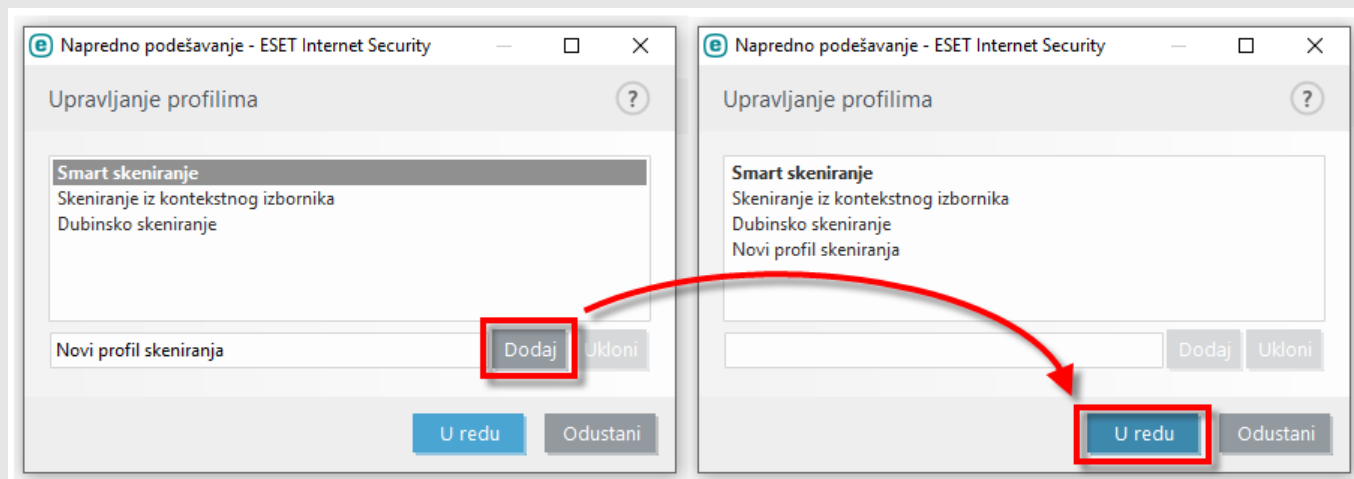 Napredno podešavanje - ESET Internet Security
Upravljanje profilima
?
Smart skeniranje
Skeniranje iz kontekstnog izbornika
Dubinsko skeniranje
Novi profil skeniranja
Dodaj
Ukloni
U redu
Odustani
Napredno podešavanje - ESET Internet Security
Upravljanje profilima
?
Smart skeniranje
Skeniranje iz kontekstnog izbornika
Dubinsko skeniranje
Novi profil skeniranja
Dodaj
Ukloni
U redu
Odustani